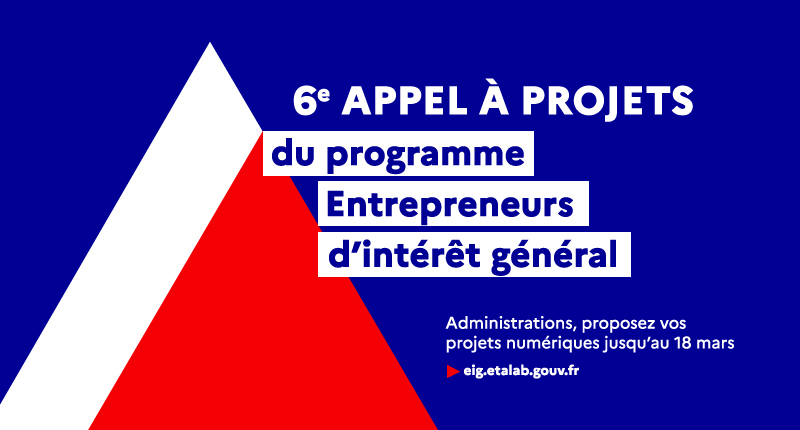 6e APPEL À PROJETS
du programme
Entrepreneurs
d'intérêt général
Administrations, proposez vos
projets numériques jusqu'au 18 mars
eig.etalab.gouv.fr